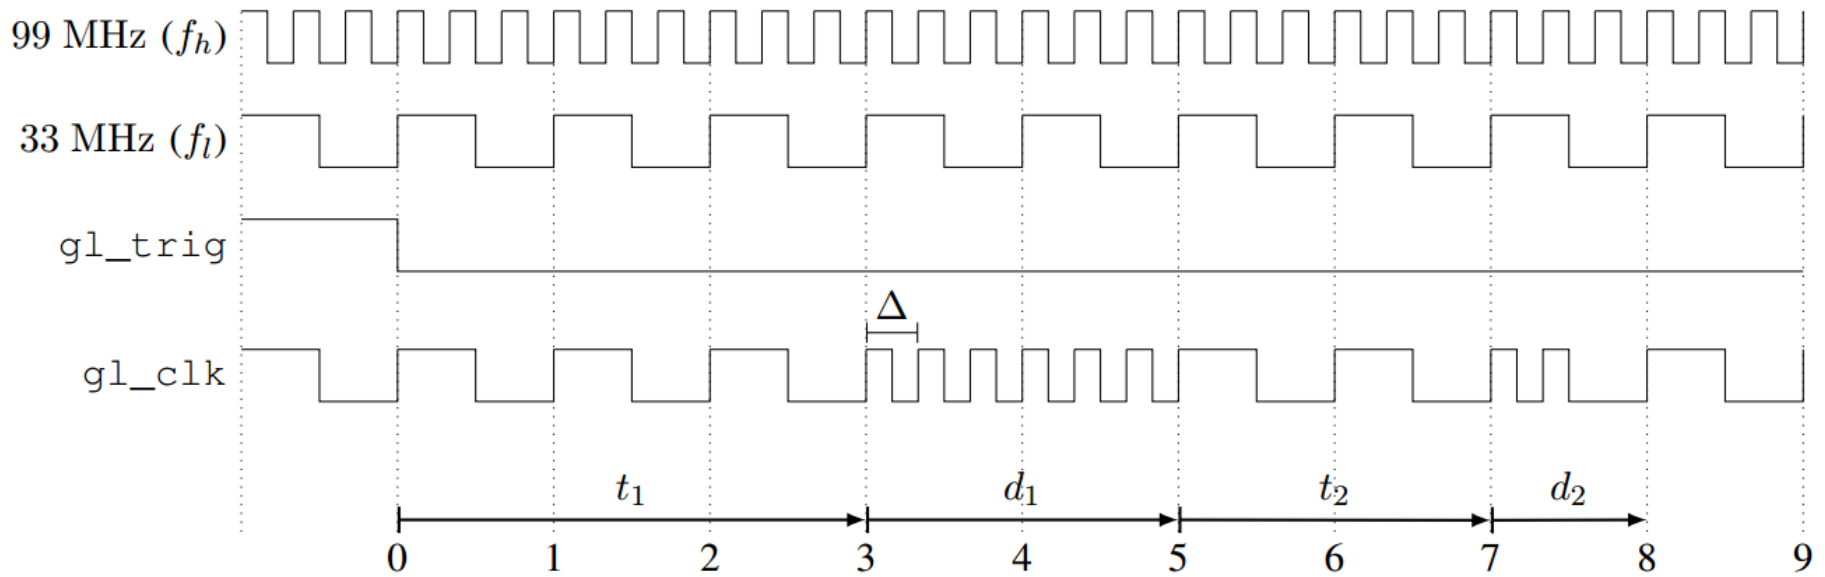 99 MHz (f_h)
33 MHz (f_l)
gl_trig
Δ
gl_clk
t_1 d_1 t_2 d_2
0 1 2 3 4 5 6 7 8 9